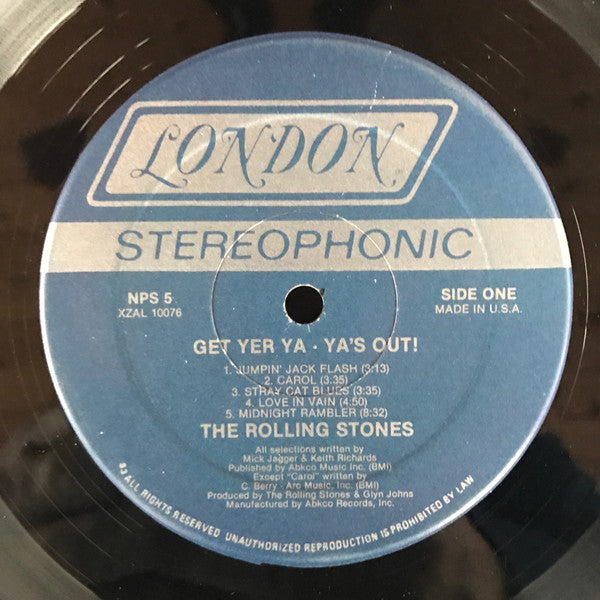 LONDON
STEREOPHONIC
NPS 5
XZAL 10076
SIDE ONE
MADE IN U.S.A.
GET YER YA - YA'S OUT!
1. JUMPIN' JACK FLASH (3:13)
2. CAROL (3:35)
3. STRAY CAT BLUES (3:35)
4. LOVE IN VAIN (4:50)
5. MIDNIGHT RAMBLER (8:32)
THE ROLLING STONES
All selections written by
Mick Jagger & Keith Richards
Published by Abkco Music Inc. (BMI)
Except "Carol" written by
C. Berry - Arc Music, Inc. (BMI)
Produced by The Rolling Stones & Glyn Johns
Manufactured by Abkco Records, Inc.
83 ALL RIGHTS RESERVED UNAUTHORIZED REPRODUCTION IS PROHIBITED BY LAW